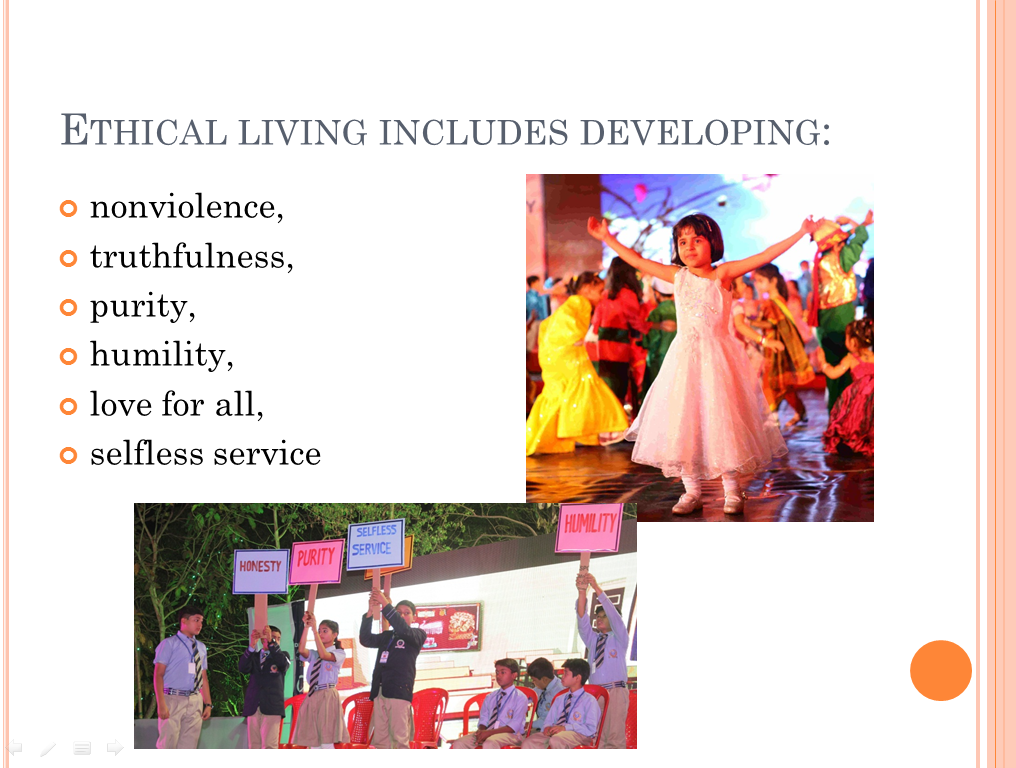 ETHICAL LIVING INCLUDES DEVELOPING:
nonviolence,
truthfulness,
purity,
humility,
love for all,
selfless service
HONESTY
PURITY
SELFLESS
SERVICE
HUMILITY